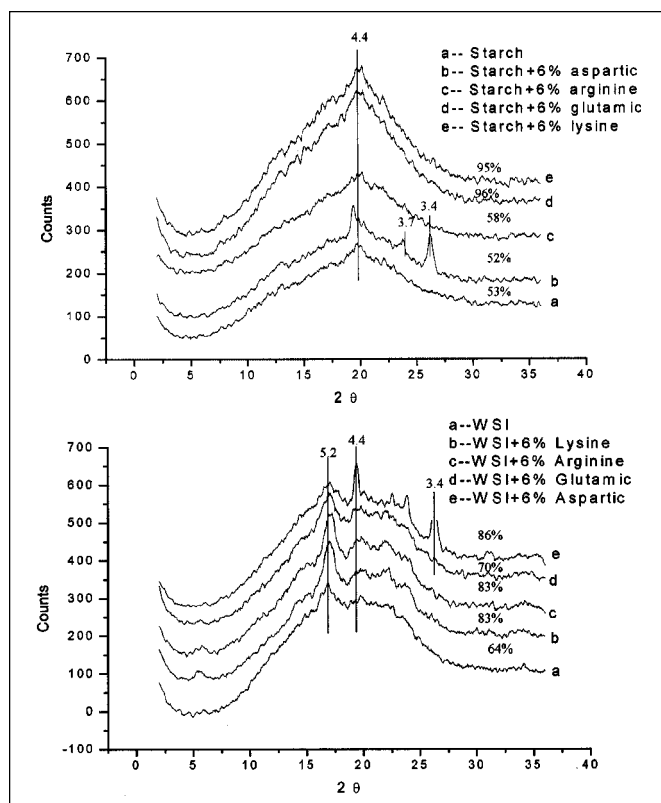 4.4
700
a-- Starch
b -- Starch+6% aspartic
c-- Starch+6% arginine
d-- Starch+6% glutamic
e-- Starch+6% lysine
600
500
95%
e
400
96%
d
Counts
58%
3.4
300
3.7
c
52%
200
b
53%
a
100
0
0 5 10 15 20 25 30 35 40
2 θ
a--WSI
b--WSI+6% Lysine
c--WSI+6% Arginine
d--WSI+6% Glutamic
e--WSI+6% Aspartic
700
5.2
4.4
600
3.4
500
86%
e
400
70%
d
83%
Counts
300
c
83%
200
b
64%
100
a
0
-100
0 5 10 15 20 25 30 35 40
2 θ